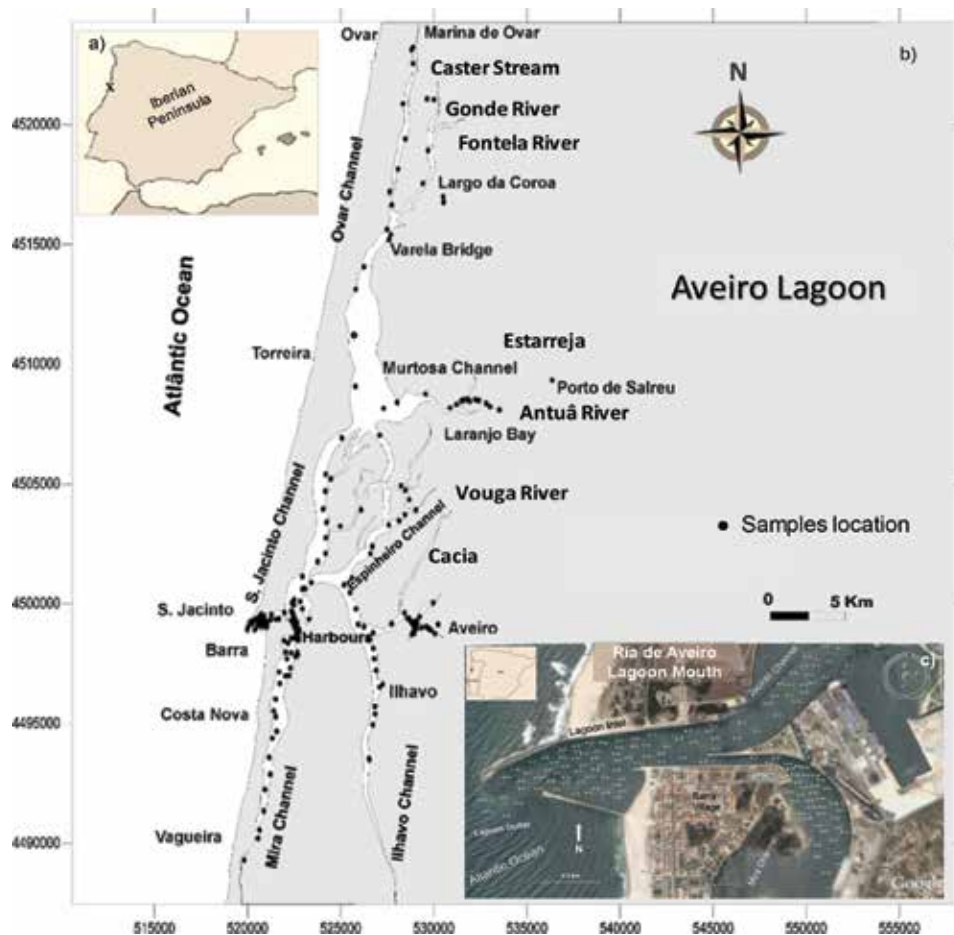 a)
Iberian
Peninsula
x
b)
N
Ovar
Marina de Ovar
Caster Stream
Gonde River
Fontela River
Largo da Coroa
Ovar Channel
Varela Bridge
Atlântic Ocean
Aveiro Lagoon
Torreira
Estarreja
Murtosa Channel
Porto de Salreu
Antuâ River
Laranjo Bay
S. Jacinto Channel
Vouga River
Samples location
Espinheiro Channel
Cacia
0 5 Km
S. Jacinto
Harbour
Aveiro
Barra
Ilhavo
Costa Nova
Vagueira
Mira Channel
Ilhavo Channel
c)
Ria de Aveiro
Lagoon Mouth
Lagoon Inlet
Barra
Village
Atlantic Ocean
N
Google
4520000
4515000
4510000
4505000
4500000
4495000
4490000
515000 520000 525000 530000 535000 540000 545000 550000 555000